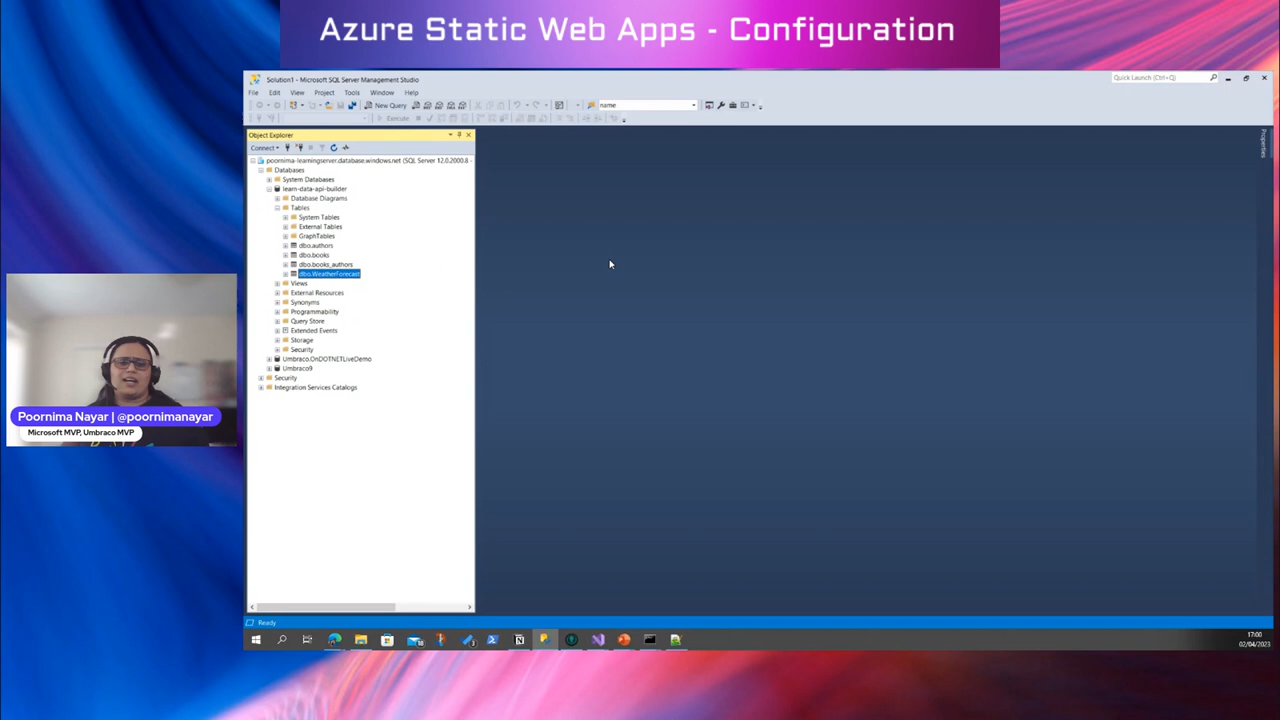 Azure Static Web Apps - Configuration
Solution1 - Microsoft SQL Server Management Studio
Quick Launch (Ctrl+Q)
File Edit View Project Tools Window Help
New Query
name
Execute
Object Explorer
Connect
poornima-learningserver.database.windows.net (SQL Server 12.0.2000.8 -
Databases
System Databases
learn-data-api-builder
Database Diagrams
Tables
System Tables
External Tables
GraphTables
dbo.authors
dbo.books
dbo.books_authors
dbo.WeatherForecast
Views
External Resources
Synonyms
Programmability
Query Store
Extended Events
Storage
Security
Umbraco.OnDOTNETLiveDemo
Umbraco9
Security
Integration Services Catalogs
Properties
Poornima Nayar | @poornimanayar
Microsoft MVP, Umbraco MVP
Ready
17:00
02/04/2023